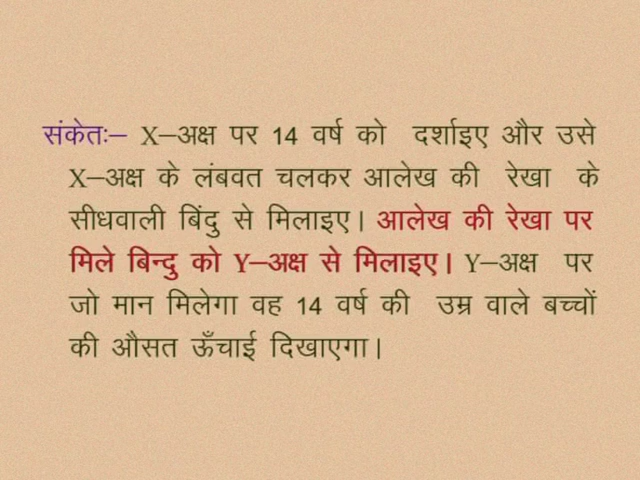 संकेतः– X–अक्ष पर 14 वर्ष को दर्शाइए और उसे
X–अक्ष के लंबवत चलकर आलेख की रेखा के
सीधवाली बिंदु से मिलाइए। आलेख की रेखा पर
मिले बिन्दु को Y–अक्ष से मिलाइए। Y–अक्ष पर
जो मान मिलेगा वह 14 वर्ष की उम्र वाले बच्चों
की औसत ऊँचाई दिखाएगा।